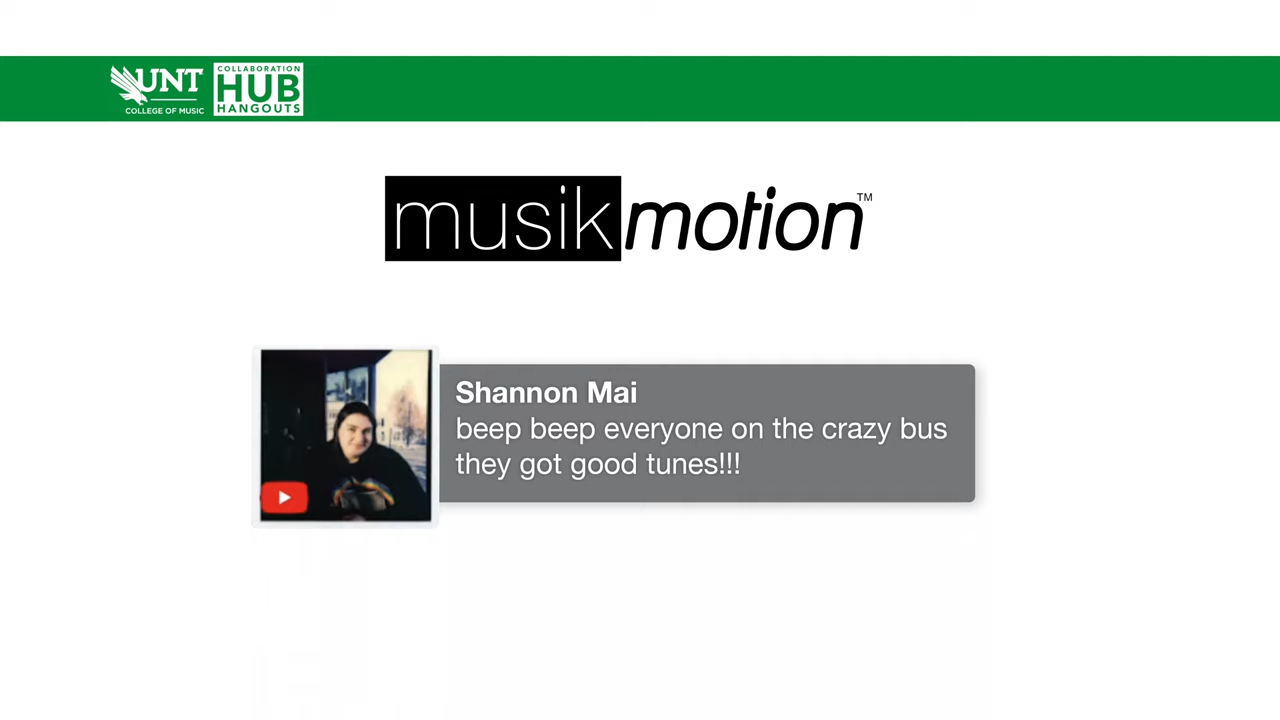 UNT
COLLEGE OF MUSIC
COLLABORATION
HUB
HANGOUTS
musikmotion™
Shannon Mai
beep beep everyone on the crazy bus
they got good tunes!!!